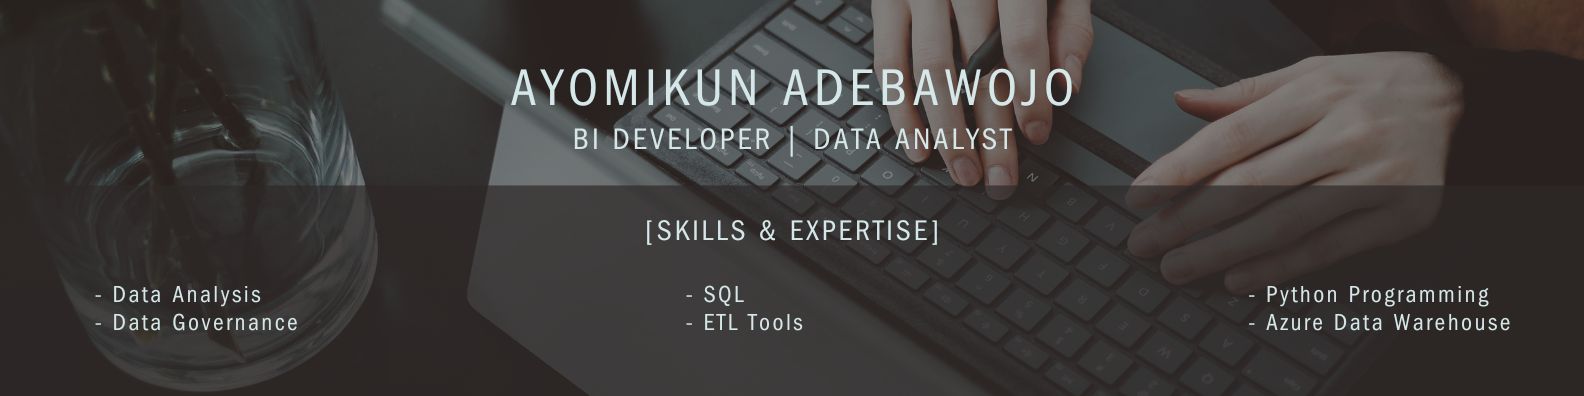 AYOMIKUN ADEBAWOJO
BI DEVELOPER | DATA ANALYST
[SKILLS & EXPERTISE]
- Data Analysis
- Data Governance
- SQL
- ETL Tools
- Python Programming
- Azure Data Warehouse